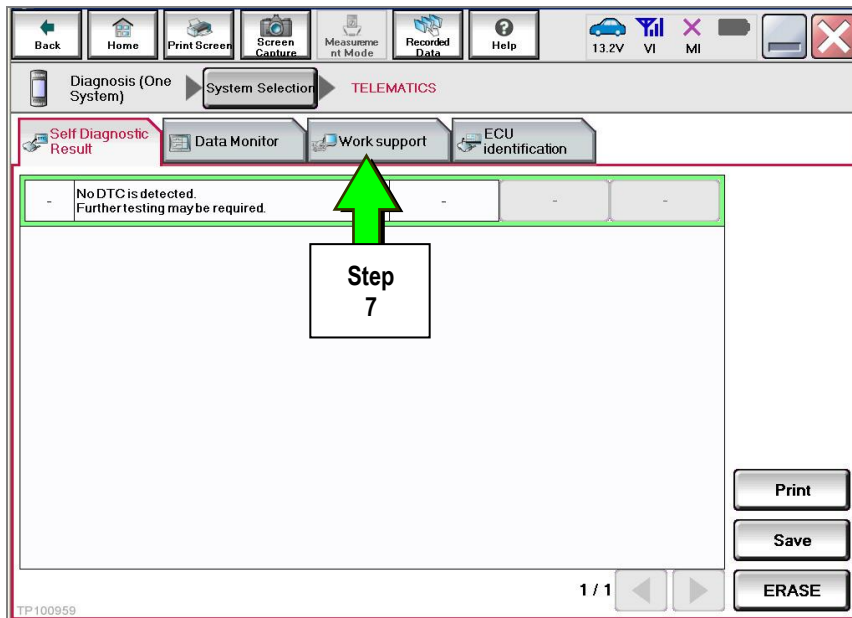 Back
Home
Print Screen
Screen
Capture
Measureme
nt Mode
Recorded
Data
Help
13.2V
VI
MI
Diagnosis (One
System)
System Selection
TELEMATICS
Self Diagnostic
Result
Data Monitor
Work support
ECU
identification
-
No DTC is detected.
Further testing may be required.
-
-
-
Step
7
Print
Save
1 / 1
ERASE
TP100959